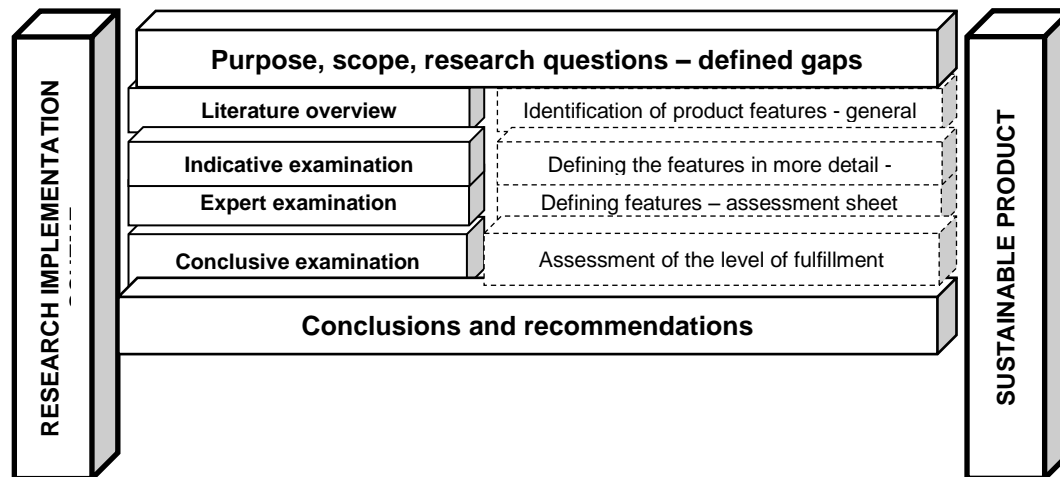 RESEARCH IMPLEMENTATION
Purpose, scope, research questions – defined gaps
Literature overview
Identification of product features - general
Indicative examination
Defining the features in more detail -
Expert examination
Defining features – assessment sheet
Conclusive examination
Assessment of the level of fulfillment
Conclusions and recommendations
SUSTAINABLE PRODUCT